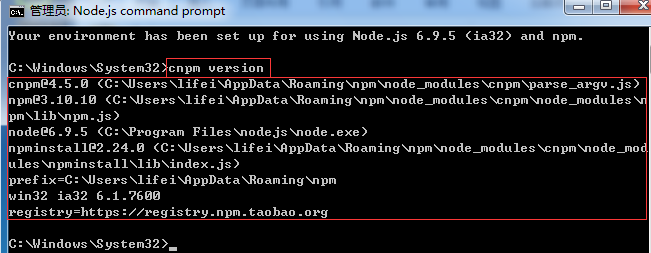 管理员: Node.js command prompt
Your environment has been set up for using Node.js 6.9.5 (ia32) and npm.
C:\Windows\System32>cnpm version
cnpm@4.5.0 (C:\Users\lifei\AppData\Roaming\npm\node_modules\cnpm\parse_argv.js)
npm@3.10.10 (C:\Users\lifei\AppData\Roaming\npm\node_modules\cnpm\node_modules\n
pm\lib\npm.js)
node@6.9.5 (C:\Program Files\nodejs\node.exe)
npminstall@2.24.0 (C:\Users\lifei\AppData\Roaming\npm\node_modules\cnpm\node_mod
ules\npminstall\lib\index.js)
prefix=C:\Users\lifei\AppData\Roaming\npm
win32 ia32 6.1.7600
registry=https://registry.npm.taobao.org
C:\Windows\System32>_